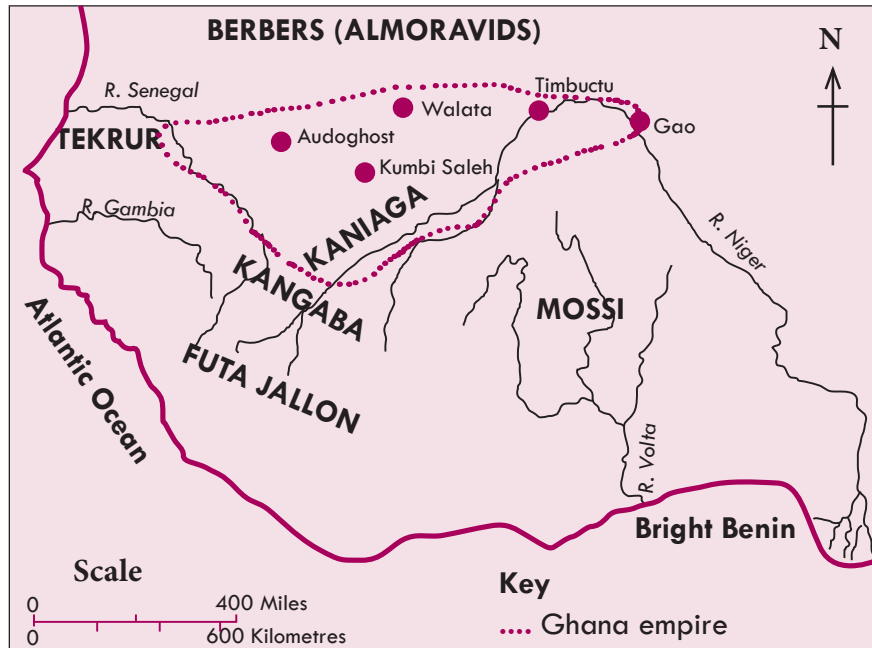 BERBERS (ALMORAVIDS)
N
R. Senegal
Timbuctu
Walata
Gao
TEKRUR
Audoghost
Kumbi Saleh
R. Gambia
KANIAGA
R. Niger
KANGABA
MOSSI
FUTA JALLON
Atlantic Ocean
R. Volta
Bright Benin
Scale
0 400 Miles
0 600 Kilometres
Key
Ghana empire